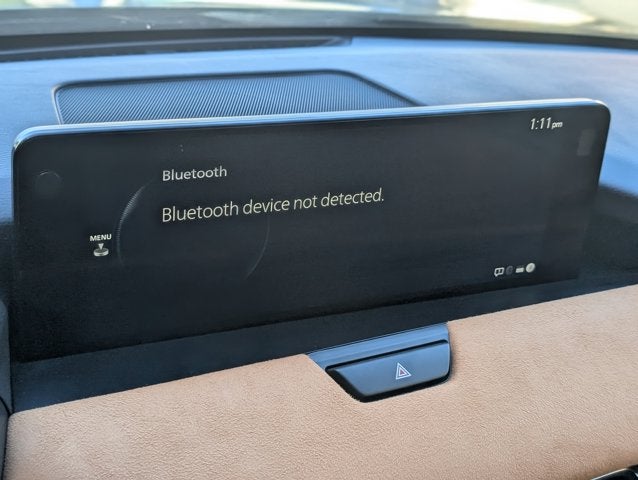 1:11pm
Bluetooth
Bluetooth device not detected.
MENU